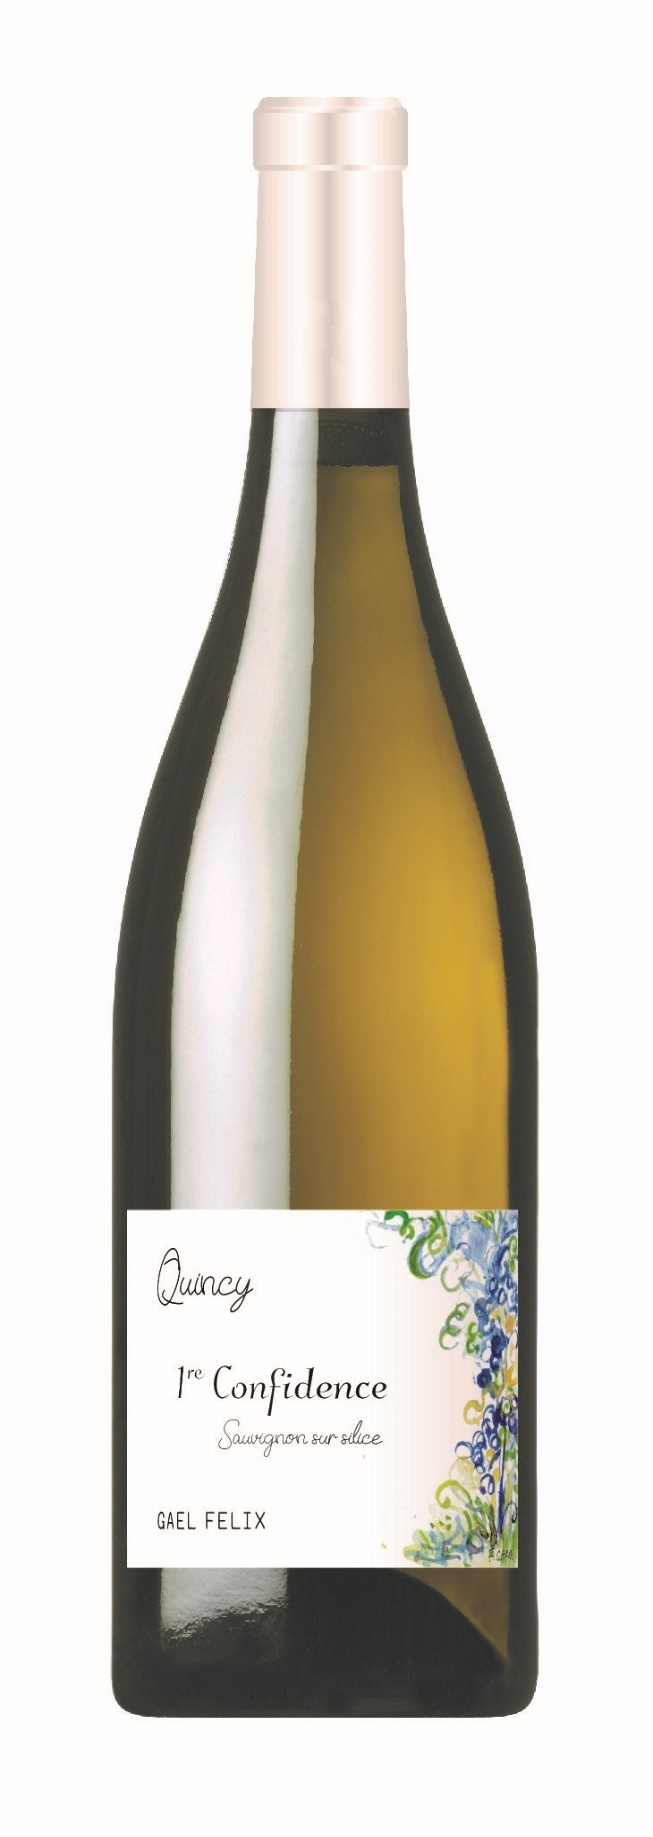 Quincy
1re Confidence
Sauvignon sur silice
GAEL FELIX